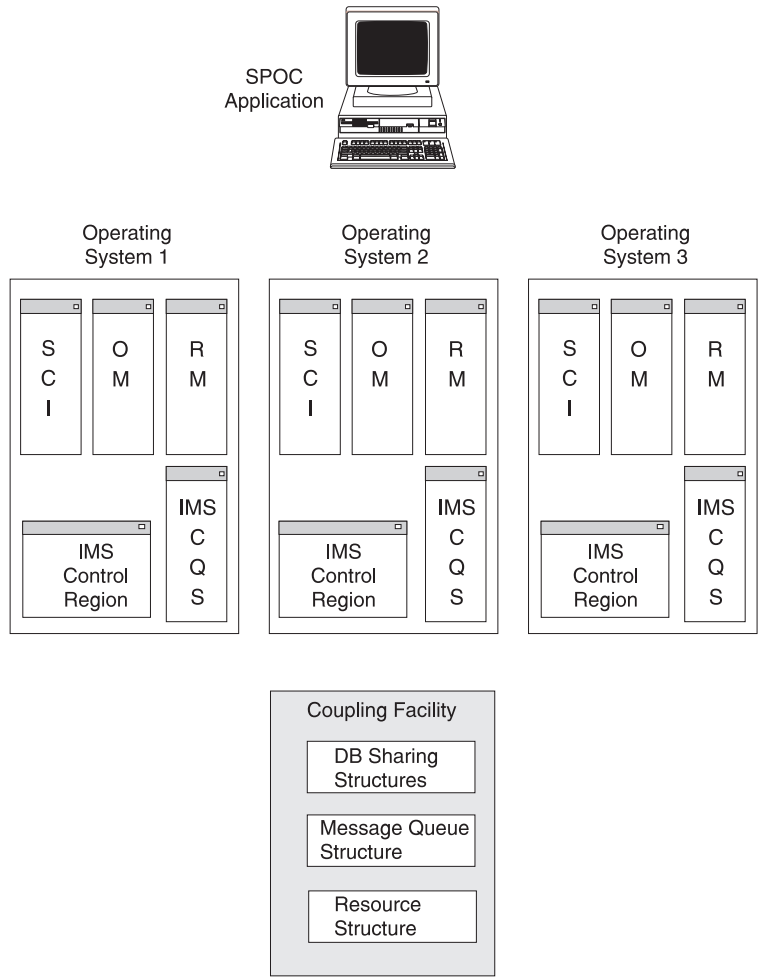 SPOC
Application
Operating
System 1
Operating
System 2
Operating
System 3
S
C
I
O
M
R
M
IMS
C
Q
S
IMS
Control
Region
S
C
I
O
M
R
M
IMS
C
Q
S
IMS
Control
Region
S
C
I
O
M
R
M
IMS
C
Q
S
IMS
Control
Region
Coupling Facility
DB Sharing
Structures
Message Queue
Structure
Resource
Structure